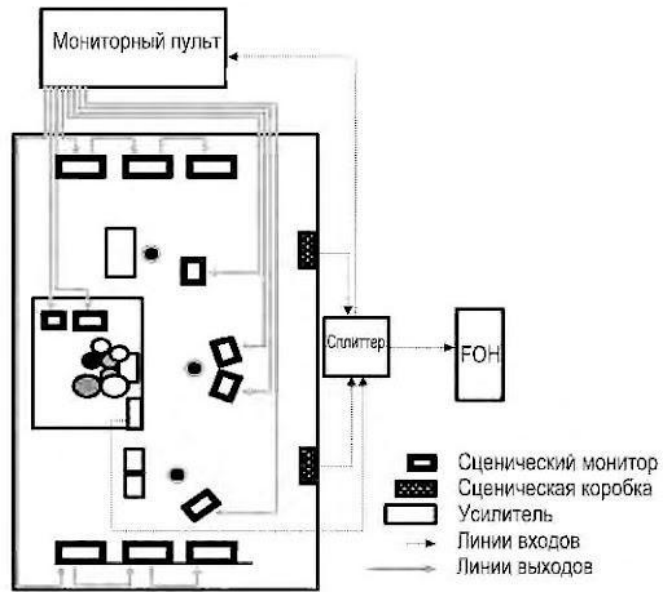 Мониторный пульт
Сплиттер
FOH
Сценический монитор
Сценическая коробка
Усилитель
Линии входов
Линии выходов